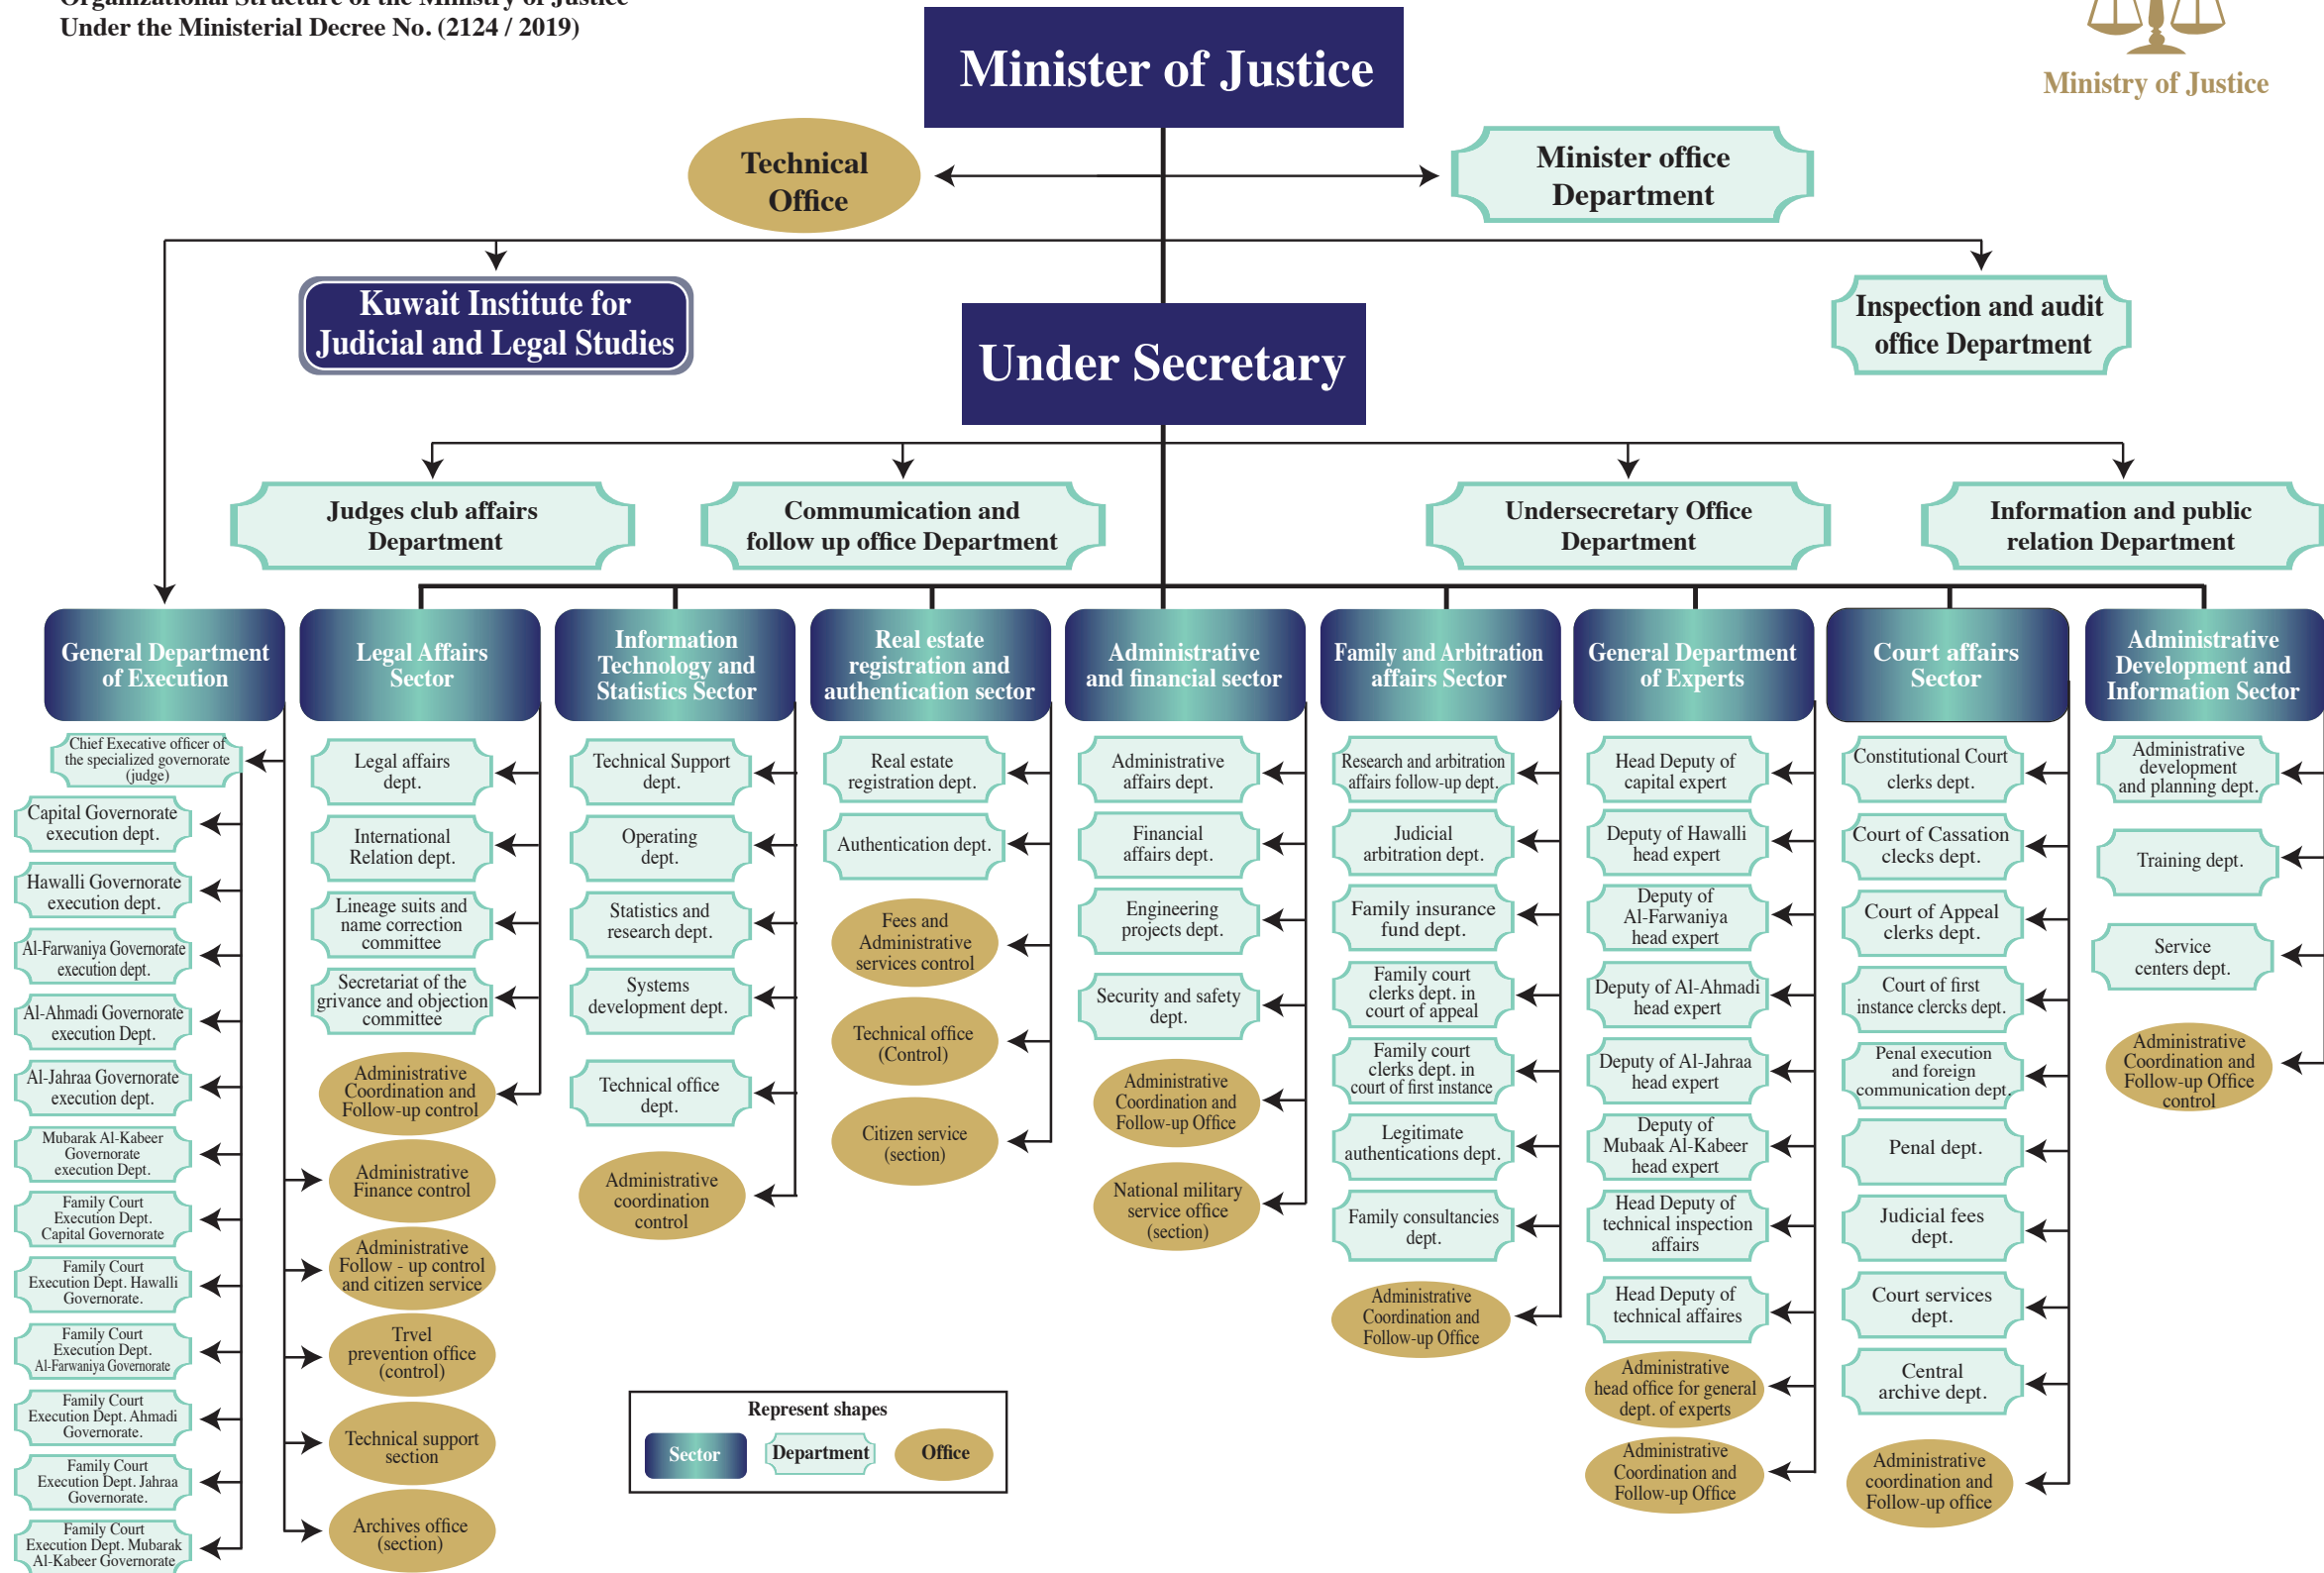 Organizational Structure of the Ministry of Justice
Under the Ministerial Decree No. (2124 / 2019)
Minister of Justice
Ministry of Justice
Technical
Office
Minister office
Department
Kuwait Institute for
Judicial and Legal Studies
Inspection and audit
office Department
Under Secretary
Judges club affairs
Department
Commumication and
follow up office Department
Undersecretary Office
Department
Information and public
relation Department
General Department
of Execution
Legal Affairs
Sector
Information
Technology and
Statistics Sector
Real estate
registration and
authentication sector
Administrative
and financial sector
Family and Arbitration
affairs Sector
General Department
of Experts
Court affairs
Sector
Administrative
Development and
Information Sector
Chief Executive officer of
the specialized governorate
(judge)
Capital Governorate
execution dept.
Hawalli Governorate
execution dept.
Al-Farwaniya Governorate
execution dept.
Al-Ahmadi Governorate
execution Dept.
Al-Jahraa Governorate
execution dept.
Mubarak Al-Kabeer
Governorate
execution Dept.
Family Court
Execution Dept.
Capital Governorate
Family Court
Execution Dept. Hawalli
Governorate.
Family Court
Execution Dept.
Al-Farwaniya Governorate
Family Court
Execution Dept. Ahmadi
Governorate.
Family Court
Execution Dept. Jahraa
Governorate.
Family Court
Execution Dept. Mubarak
Al-Kabeer Governorate
Legal affairs
dept.
International
Relation dept.
Lineage suits and
name correction
committee
Secretariat of the
grivance and objection
committee
Administrative
Coordination and
Follow-up control
Administrative
Finance control
Administrative
Follow - up control
and citizen service
Trvel
prevention office
(control)
Technical support
section
Archives office
(section)
Technical Support
dept.
Operating
dept.
Statistics and
research dept.
Systems
development dept.
Technical office
dept.
Administrative
coordination
control
Real estate
registration dept.
Authentication dept.
Fees and
Administrative
services control
Technical office
(Control)
Citizen service
(section)
Administrative
affairs dept.
Financial
affairs dept.
Engineering
projects dept.
Security and safety
dept.
Administrative
Coordination and
Follow-up Office
National military
service office
(section)
Research and arbitration
affairs follow-up dept.
Judicial
arbitration dept.
Family insurance
fund dept.
Family court
clerks dept. in
court of appeal
Family court
clerks dept. in
court of first instance
Legitimate
authentications dept.
Family consultancies
dept.
Administrative
Coordination and
Follow-up Office
Head Deputy of
capital expert
Deputy of Hawalli
head expert
Deputy of
Al-Farwaniya
head expert
Deputy of Al-Ahmadi
head expert
Deputy of Al-Jahraa
head expert
Deputy of
Mubaak Al-Kabeer
head expert
Head Deputy of
technical inspection
affairs
Head Deputy of
technical affaires
Administrative
head office for general
dept. of experts
Administrative
Coordination and
Follow-up Office
Constitutional Court
clerks dept.
Court of Cassation
clecks dept.
Court of Appeal
clerks dept.
Court of first
instance clercks dept.
Penal execution
and foreign
communication dept.
Penal dept.
Judicial fees
dept.
Court services
dept.
Central
archive dept.
Administrative
coordination and
Follow-up office
Administrative
development
and planning dept.
Training dept.
Service
centers dept.
Administrative
Coordination and
Follow-up Office
control
Represent shapes
Sector
Department
Office